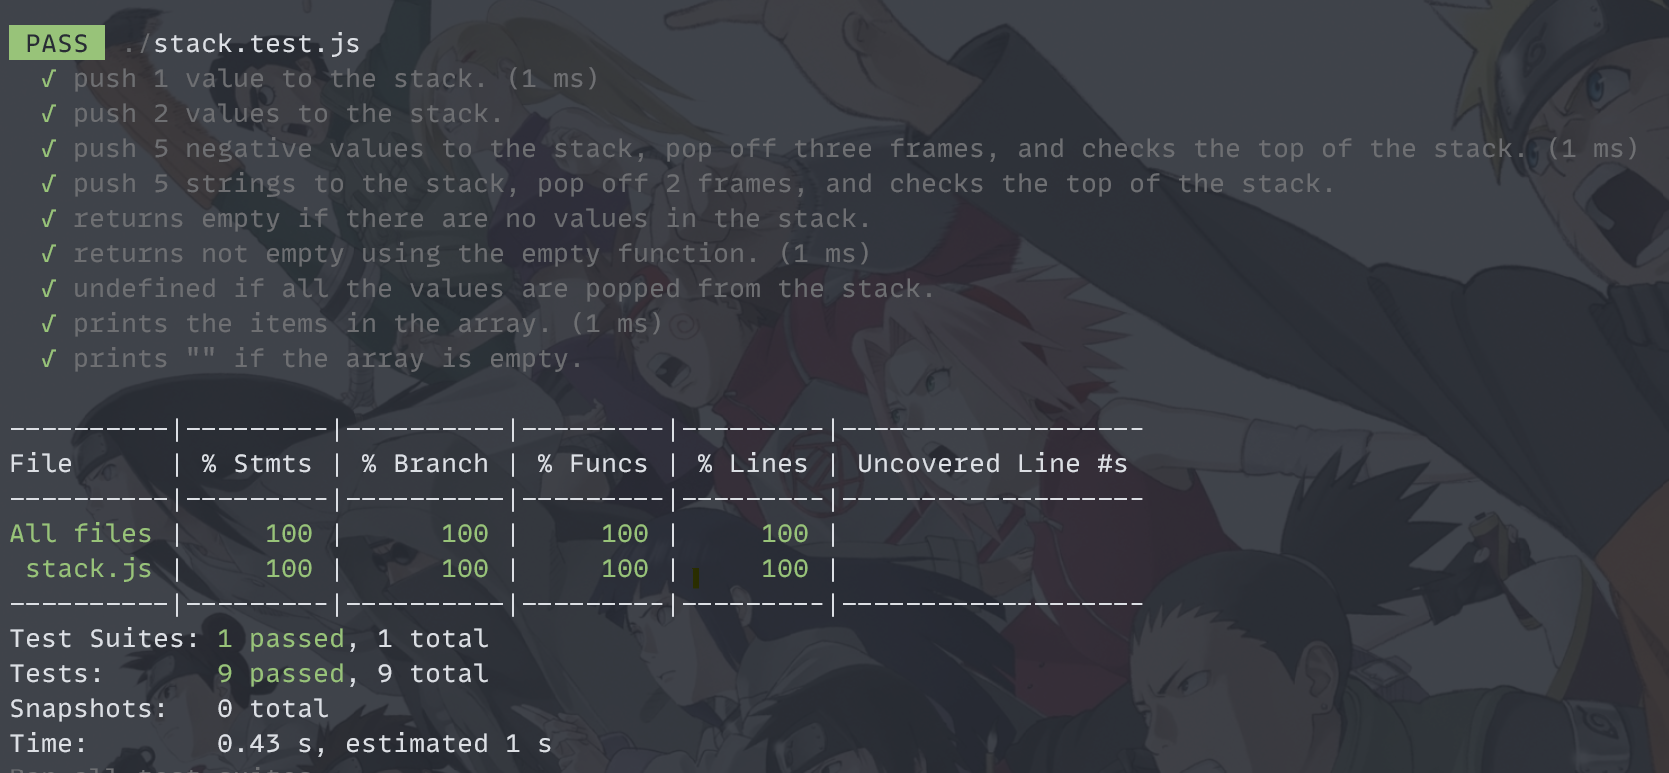 PASS ./stack.test.js
√ push 1 value to the stack. (1 ms)
√ push 2 values to the stack.
√ push 5 negative values to the stack, pop off three frames, and checks the top of the stack. (1 ms)
√ push 5 strings to the stack, pop off 2 frames, and checks the top of the stack.
√ returns empty if there are no values in the stack.
√ returns not empty using the empty function. (1 ms)
√ undefined if all the values are popped from the stack.
√ prints the items in the array. (1 ms)
√ prints "" if the array is empty.
----------|---------|----------|---------|---------|-------------------
File      | % Stmts | % Branch | % Funcs | % Lines | Uncovered Line #s
----------|---------|----------|---------|---------|-------------------
All files |     100 |      100 |     100 |     100 |
 stack.js |     100 |      100 |     100 |     100 |
----------|---------|----------|---------|---------|-------------------
Test Suites: 1 passed, 1 total
Tests:       9 passed, 9 total
Snapshots:   0 total
Time:        0.43 s, estimated 1 s
Ran all test suites.